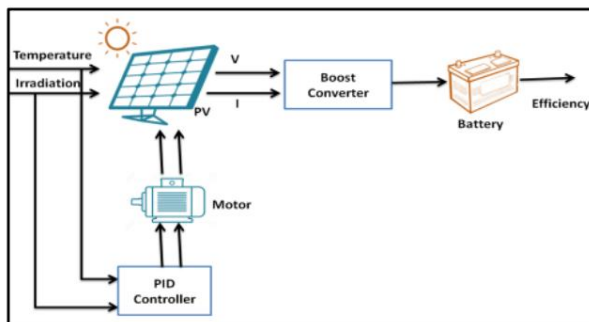 Temperature
Irradiation
V
I
PV
Boost
Converter
Battery
Efficiency
Motor
PID
Controller